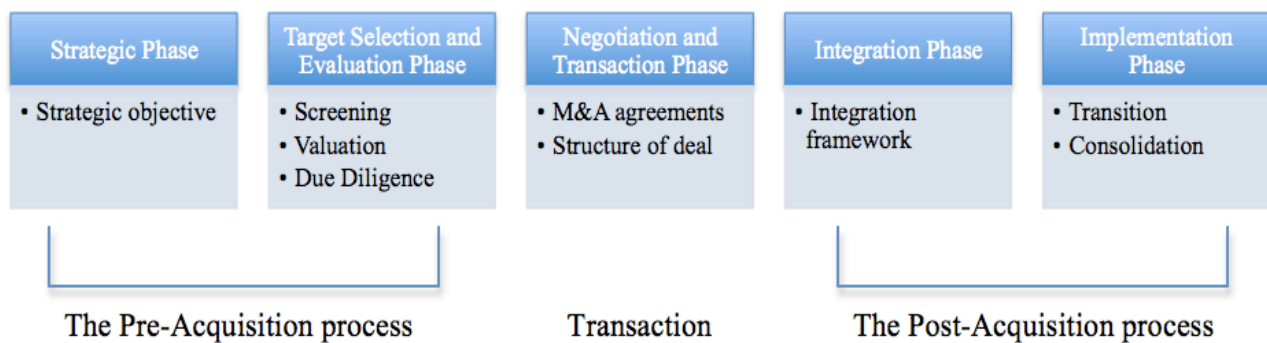 Strategic Phase
• Strategic objective
Target Selection and
Evaluation Phase
• Screening
• Valuation
• Due Diligence
Negotiation and
Transaction Phase
• M&A agreements
• Structure of deal
Integration Phase
• Integration
framework
Implementation
Phase
• Transition
• Consolidation
The Pre-Acquisition process
Transaction
The Post-Acquisition process